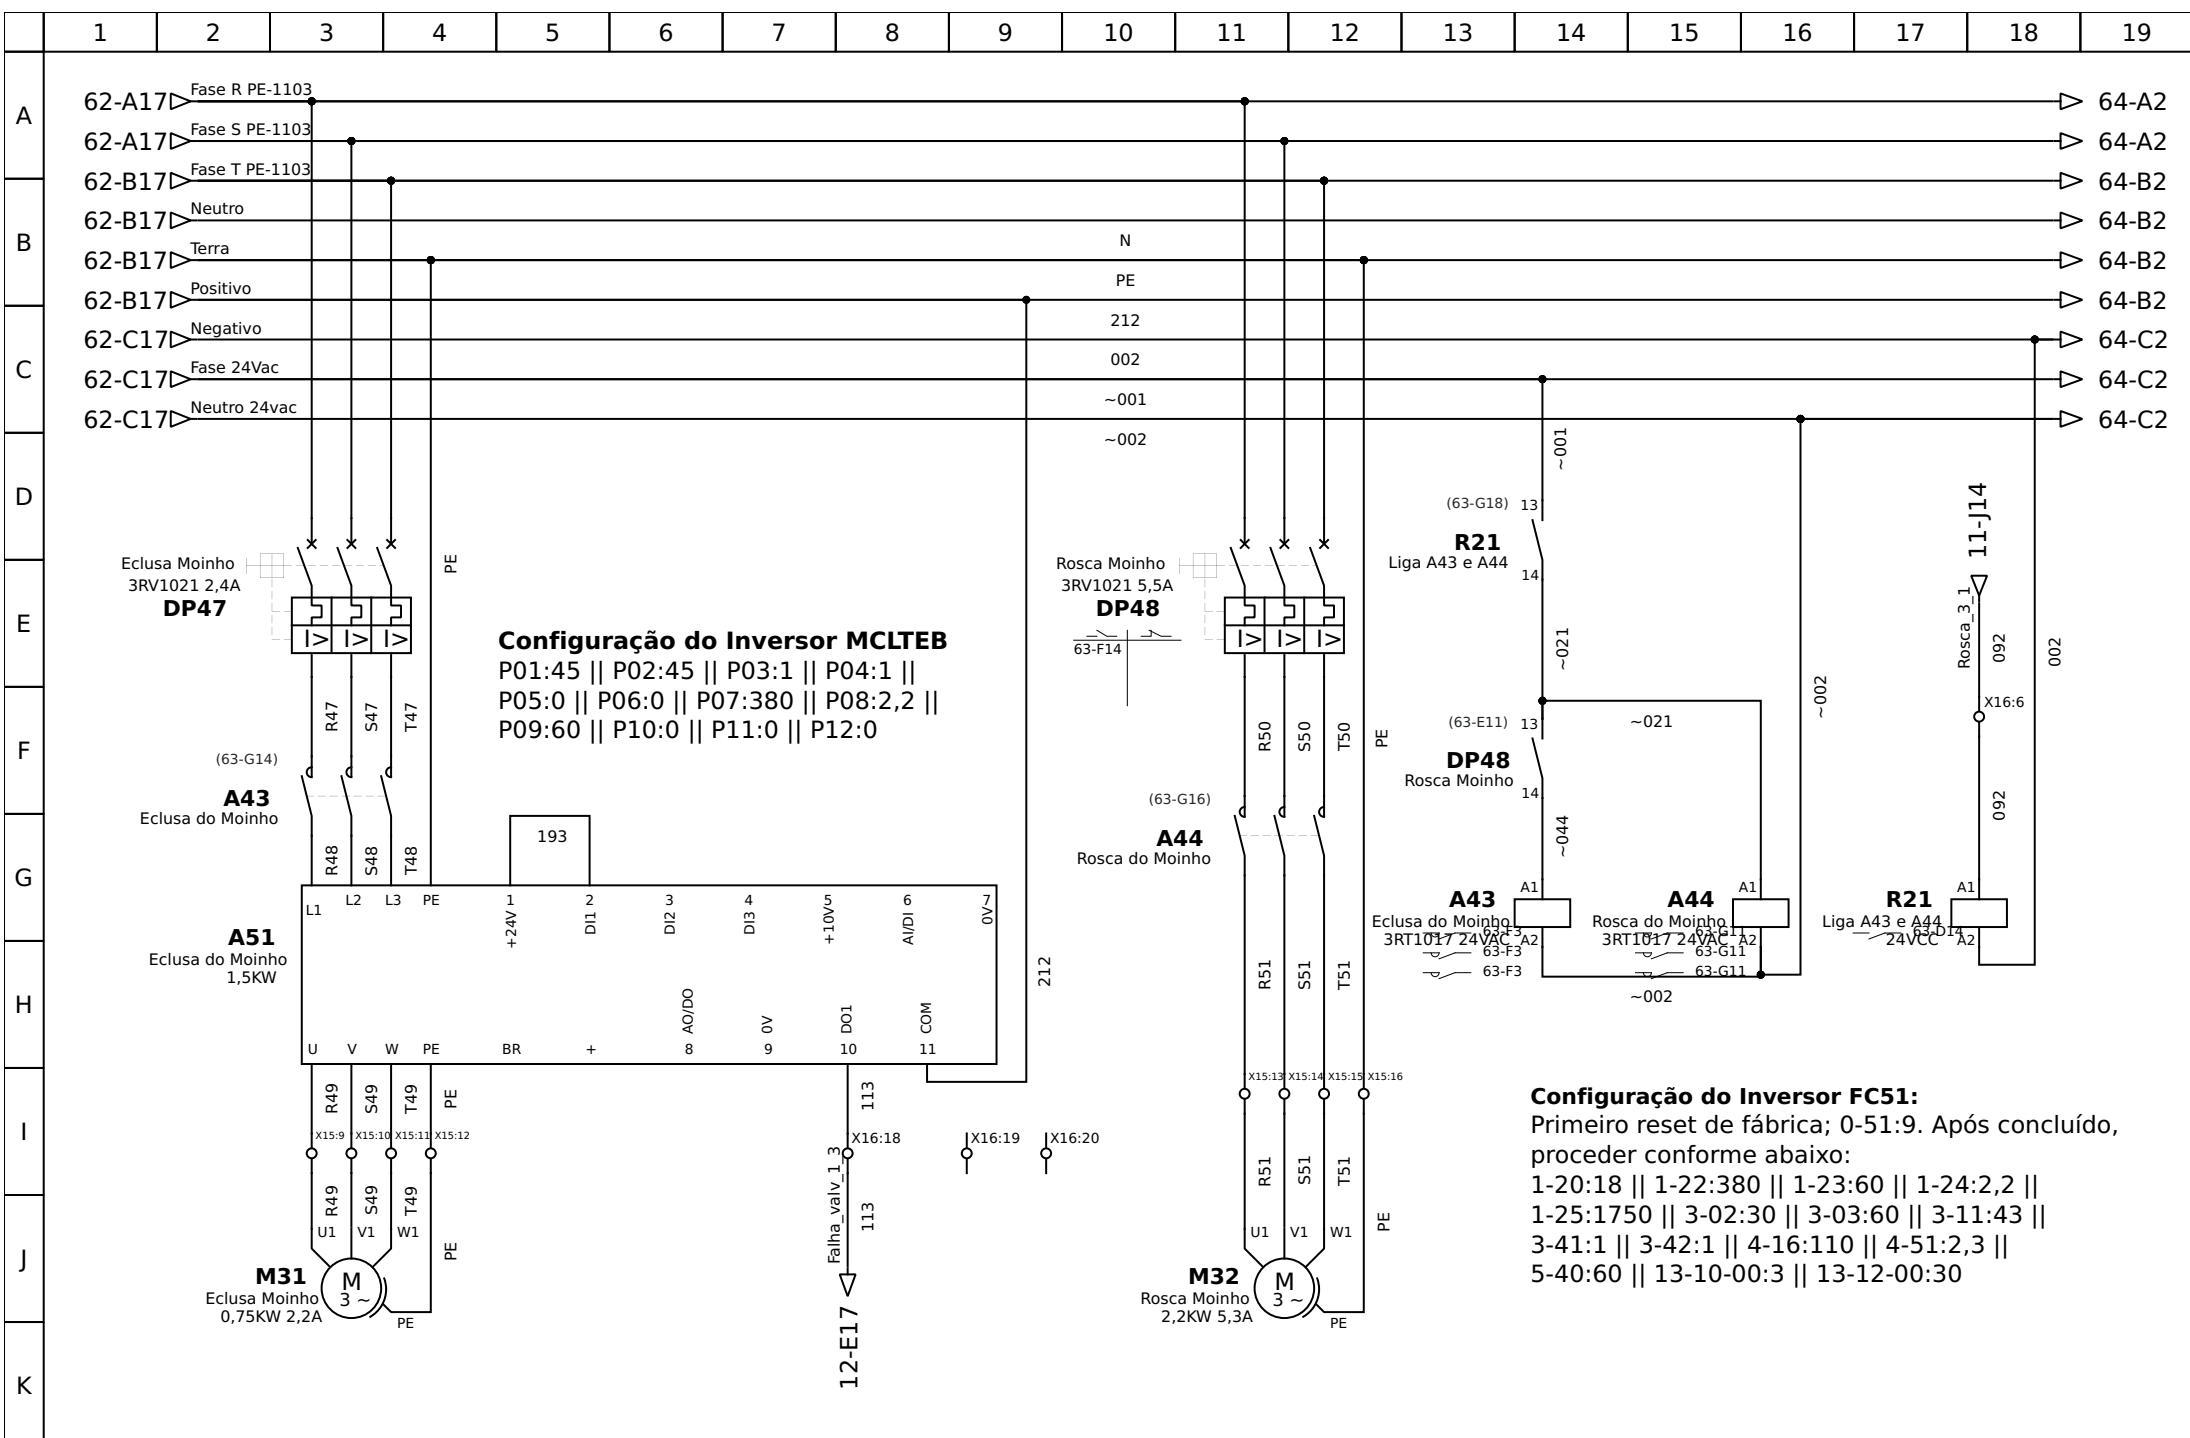 1 2 3 4 5 6 7 8 9 10 11 12 13 14 15 16 17 18 19
A
B
C
D
E
F
G
H
I
J
K
62-A17 Fase R PE-1103 64-A2
62-A17 Fase S PE-1103 64-A2
62-B17 Fase T PE-1103 64-B2
62-B17 Neutro 64-B2
N
62-B17 Terra 64-B2
PE
62-B17 Positivo 64-B2
212
62-C17 Negativo 64-C2
002
62-C17 Fase 24Vac 64-C2
~001
62-C17 Neutro 24vac 64-C2
~002
Eclusa Moinho
3RV1021 2,4A
DP47
I> I> I>
PE
R47 S47 T47
(63-G14)
A43
Eclusa do Moinho
R48 S48 T48
Configuração do Inversor MCLTEB
P01:45 || P02:45 || P03:1 || P04:1 ||
P05:0 || P06:0 || P07:380 || P08:2,2 ||
P09:60 || P10:0 || P11:0 || P12:0
193
A51
Eclusa do Moinho
1,5KW
L1 L2 L3 PE 1 2 3 4 5 6 7
+24V DI1 DI2 DI3 +10V AI/DI 0V
AO/DO 0V DO1 COM
U V W PE BR + 8 9 10 11
212
R49 S49 T49 PE
X15:9 X15:10 X15:11 X15:12
R49 S49 T49
U1 V1 W1
PE
M31
Eclusa Moinho
0,75KW 2,2A
M
3 ~
PE
113
X16:18 X16:19 X16:20
Falha_valv_1_3
113
12-E17
Rosca Moinho
3RV1021 5,5A
DP48
63-F14
I> I> I>
R50 S50 T50 PE
(63-G16)
A44
Rosca do Moinho
R51 S51 T51
X15:13 X15:14 X15:15 X15:16
R51 S51 T51
U1 V1 W1
PE
M32
Rosca Moinho
2,2KW 5,3A
M
3 ~
PE
~001
(63-G18) 13
R21
Liga A43 e A44
14
~021
~021
~002
(63-E11) 13
DP48
Rosca Moinho
14
~044
A43
Eclusa do Moinho
3RT1017 24VAC
A1
A2
63-F3
63-F3
63-F3
A44
Rosca do Moinho
3RT1017 24VAC
A1
A2
63-G11
63-G11
63-G11
~002
11-J14
Rosca_3_1
092
002
X16:6
092
R21
Liga A43 e A44
24VCC
A1
A2
63-D14
Configuração do Inversor FC51:
Primeiro reset de fábrica; 0-51:9. Após concluído,
proceder conforme abaixo:
1-20:18 || 1-22:380 || 1-23:60 || 1-24:2,2 ||
1-25:1750 || 3-02:30 || 3-03:60 || 3-11:43 ||
3-41:1 || 3-42:1 || 4-16:110 || 4-51:2,3 ||
5-40:60 || 13-10-00:3 || 13-12-00:30